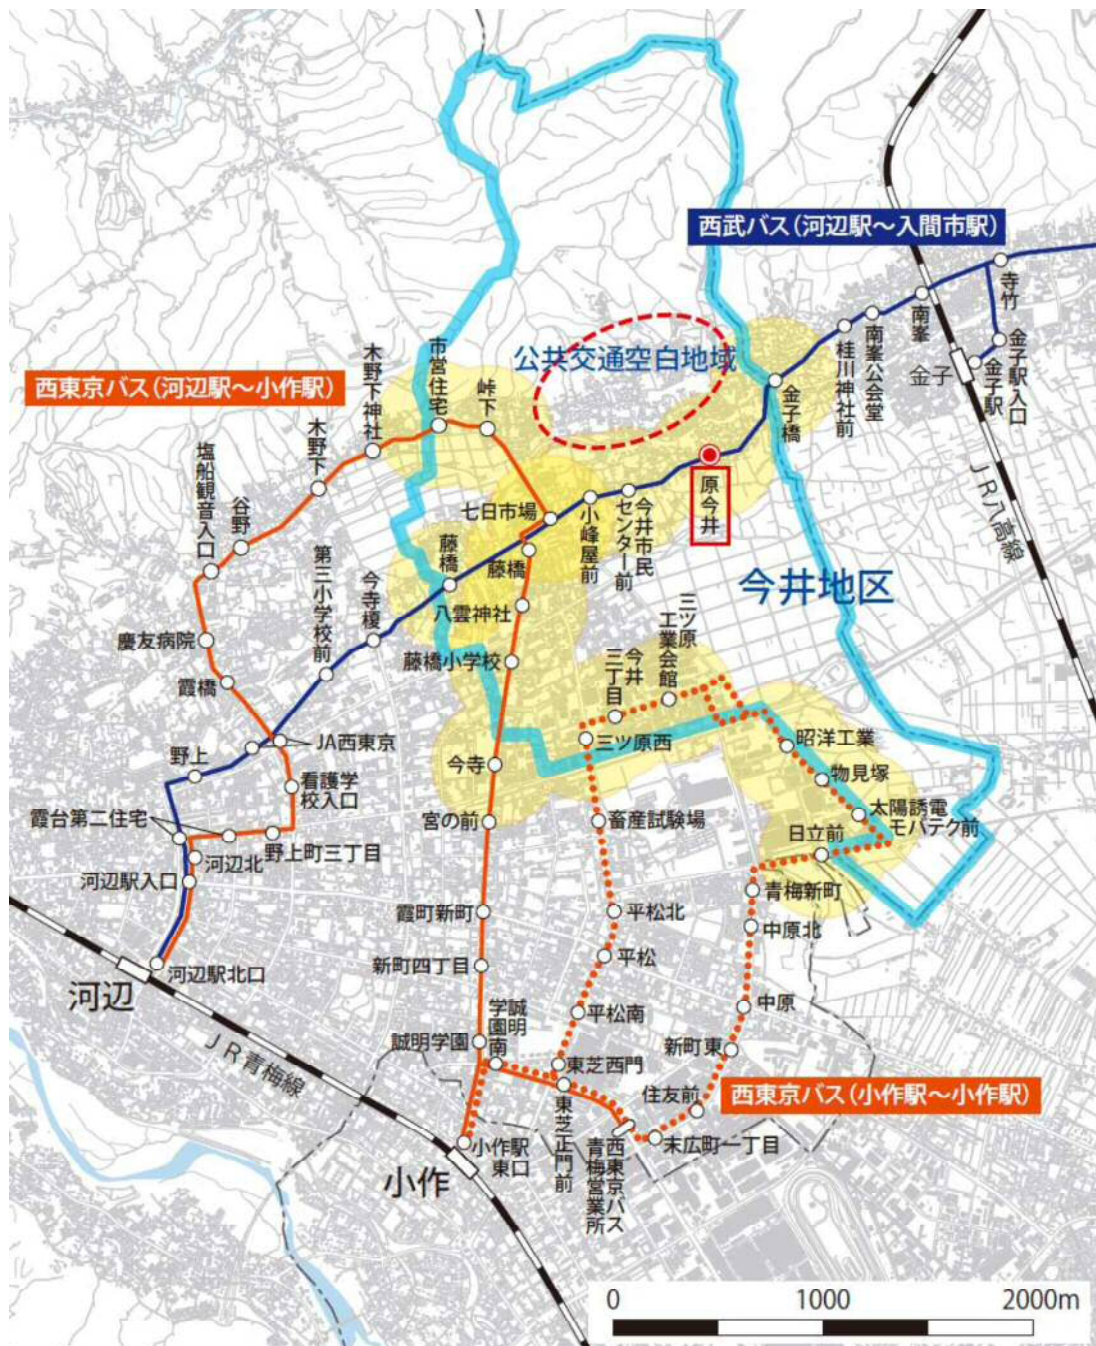 西武バス(河辺駅~入間市駅)
寺竹
南峯
南峯公会堂
桂川神社前
金子橋
金子
金子駅
金子駅入口
公共交通空白地域
西東京バス(河辺駅~小作駅)
市営住宅
峠下
木野下神社
木野下
谷野
塩船観音入口
慶友病院
霞橋
第三小学校前
今寺榎
藤橋
七日市場
藤橋
小峰屋前
今井市民
センター前
原今井
今井地区
JR八高線
八雲神社
藤橋小学校
三ツ原
工業会館
今井
三丁目
三ツ原西
昭洋工業
物見塚
太陽誘電
モバテク前
日立前
JA西東京
野上
看護学
校入口
霞台第二住宅
河辺北
野上町三丁目
河辺駅入口
河辺駅北口
河辺
JR青梅線
今寺
宮の前
畜産試験場
青梅新町
霞町新町
平松北
中原北
新町四丁目
平松
中原
平松南
誠明
学園
南
誠明学園
東芝西門
新町東
住友前
西東京バス(小作駅~小作駅)
小作駅
東口
小作
東芝正門前
西東京バス
青梅営業所
末広町一丁目
0
1000
2000m